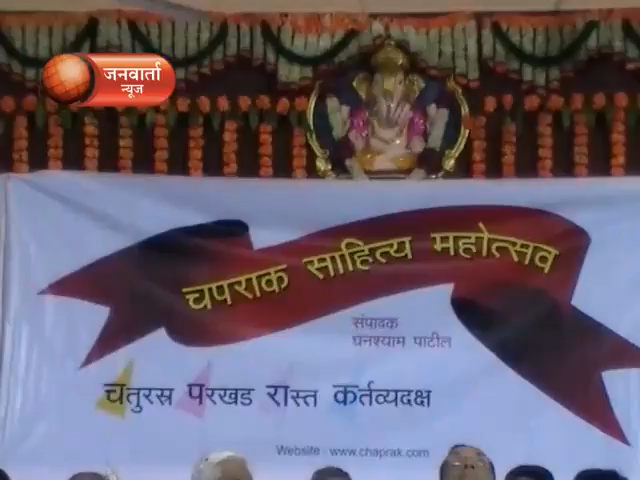 जनवार्ता
न्यूज
चपराक साहित्य महोत्सव
संपादक
घनश्याम पाटील
चतुरस्र परखड रास्त कर्तव्यदक्ष
Website : www.chaprak.com